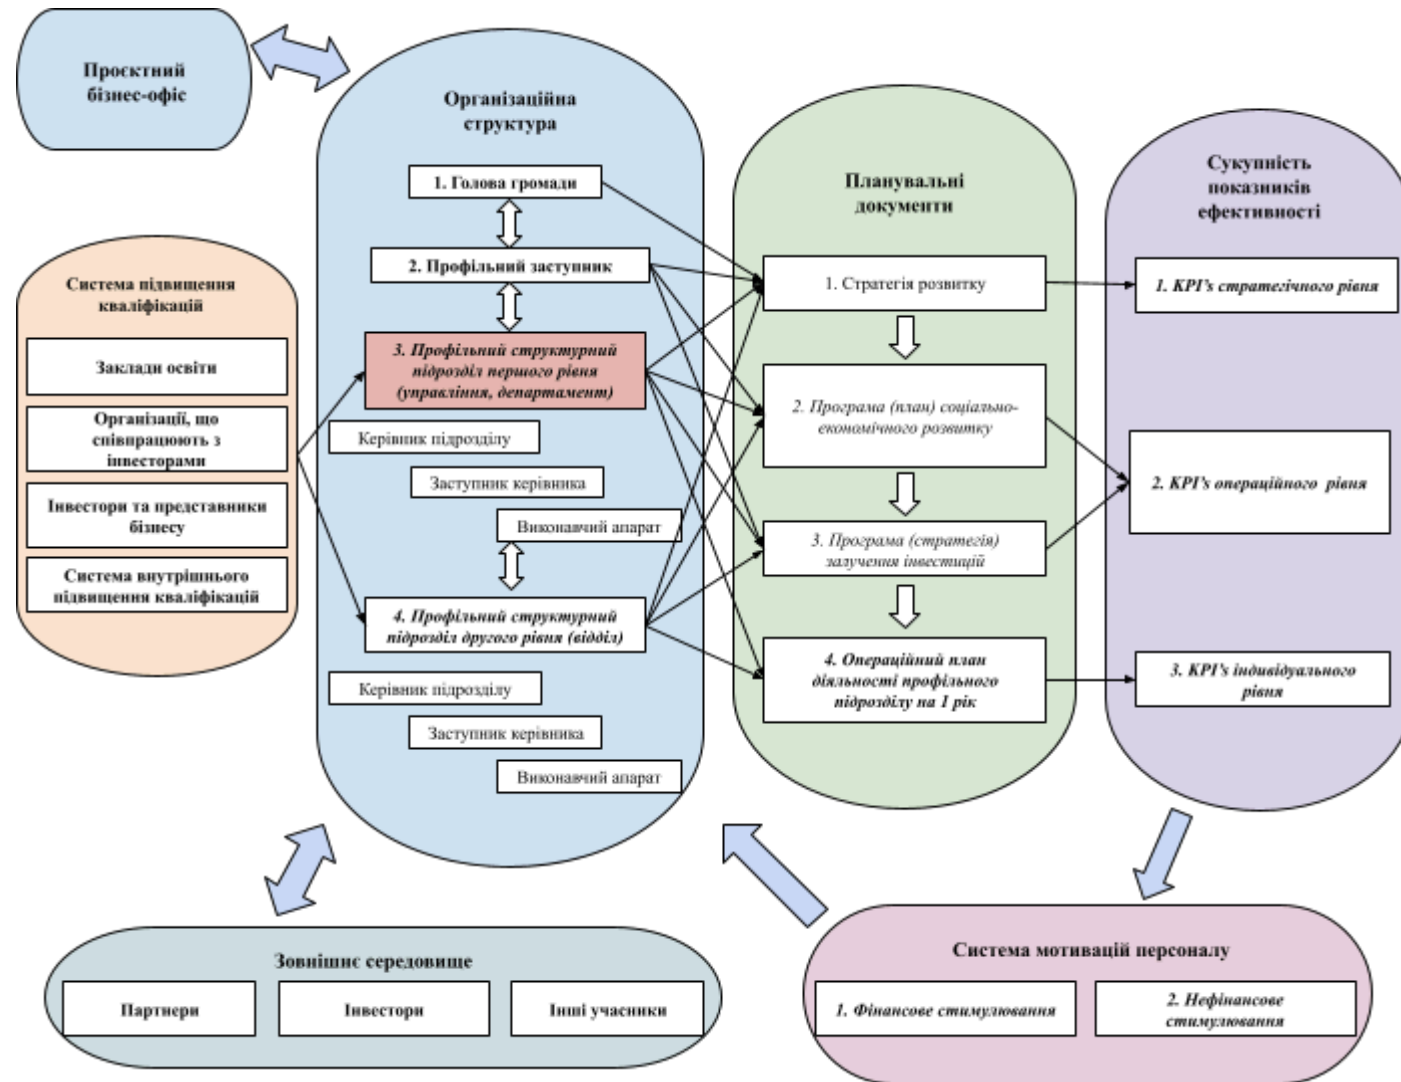 Проєктний
бізнес-офіс
Організаційна
структура
1. Голова громади
2. Профільний заступник
3. Профільний структурний
підрозділ першого рівня
(управління, департамент)
Керівник підрозділу
Заступник керівника
Виконавчий апарат
4. Профільний структурний
підрозділ другого рівня (відділ)
Керівник підрозділу
Заступник керівника
Виконавчий апарат
Система підвищення
кваліфікацій
Заклади освіти
Організації, що
співпрацюють з
інвесторами
Інвестори та представники
бізнесу
Система внутрішнього
підвищення кваліфікацій
Планувальні
документи
1. Стратегія розвитку
2. Програма (план) соціально-
економічного розвитку
3. Програма (стратегія)
залучення інвестицій
4. Операційний план
діяльності профільного
підрозділу на 1 рік
Сукупність
показників
ефективності
1. KPI's стратегічного рівня
2. KPI's операційного рівня
3. KPI's індивідуального
рівня
Зовнішнє середовище
Партнери
Інвестори
Інші учасники
Система мотивацій персоналу
1. Фінансове стимулювання
2. Нефінансове
стимулювання